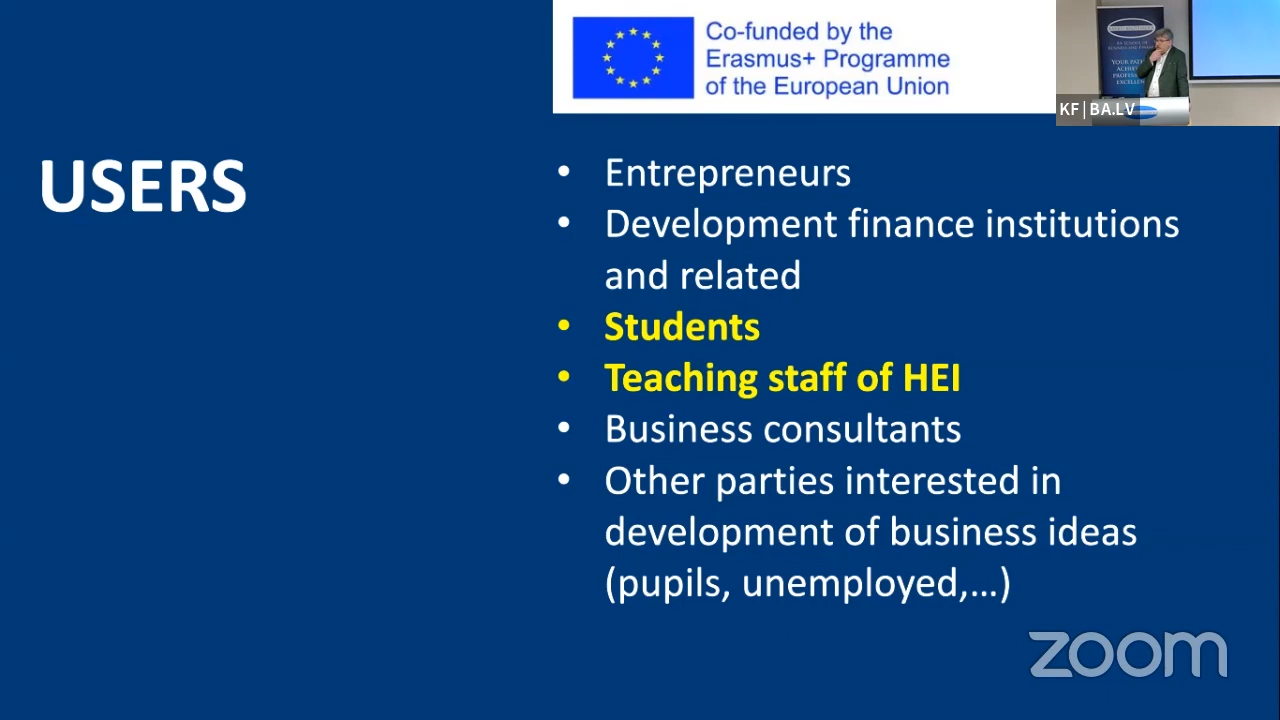 Co-funded by the
Erasmus+ Programme
of the European Union
KF|BA.LV
USERS
• Entrepreneurs
• Development finance institutions
and related
• Students
• Teaching staff of HEI
• Business consultants
• Other parties interested in
development of business ideas
(pupils, unemployed,...)
zoom